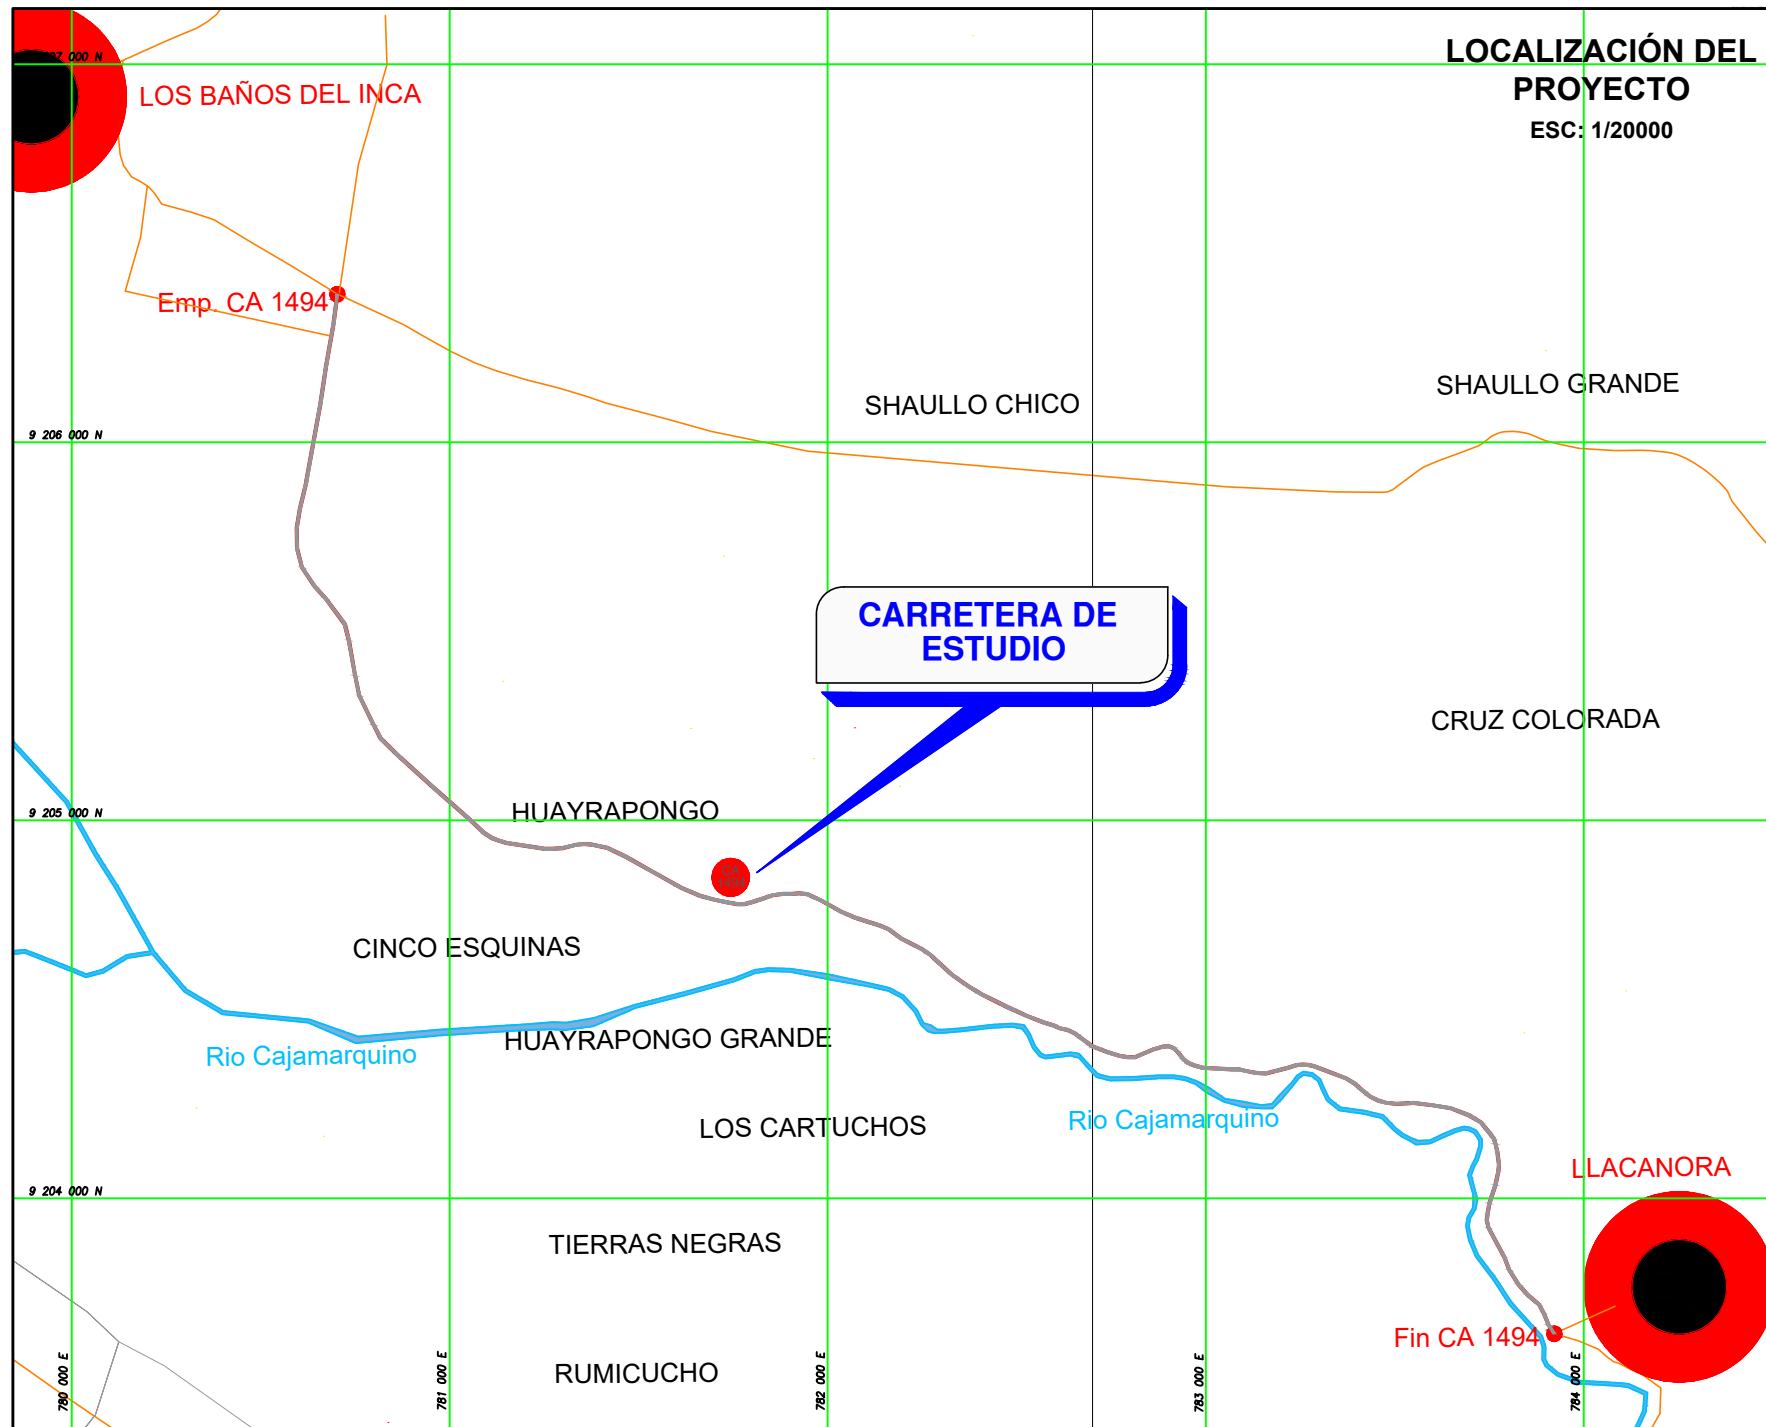 LOCALIZACIÓN DEL
PROYECTO
ESC: 1/20000
000 N
LOS BAÑOS DEL INCA
Emp. CA 1494
SHAULLO CHICO
SHAULLO GRANDE
9 206 000 N
CARRETERA DE
ESTUDIO
CRUZ COLORADA
9 205 000 N
HUAYRAPONGO
CA
1494
CINCO ESQUINAS
HUAYRAPONGO GRANDE
Rio Cajamarquino
LOS CARTUCHOS
Rio Cajamarquino
LLACANORA
9 204 000 N
TIERRAS NEGRAS
Fin CA 1494
RUMICUCHO
780 000 E
781 000 E
782 000 E
783 000 E
784 000 E